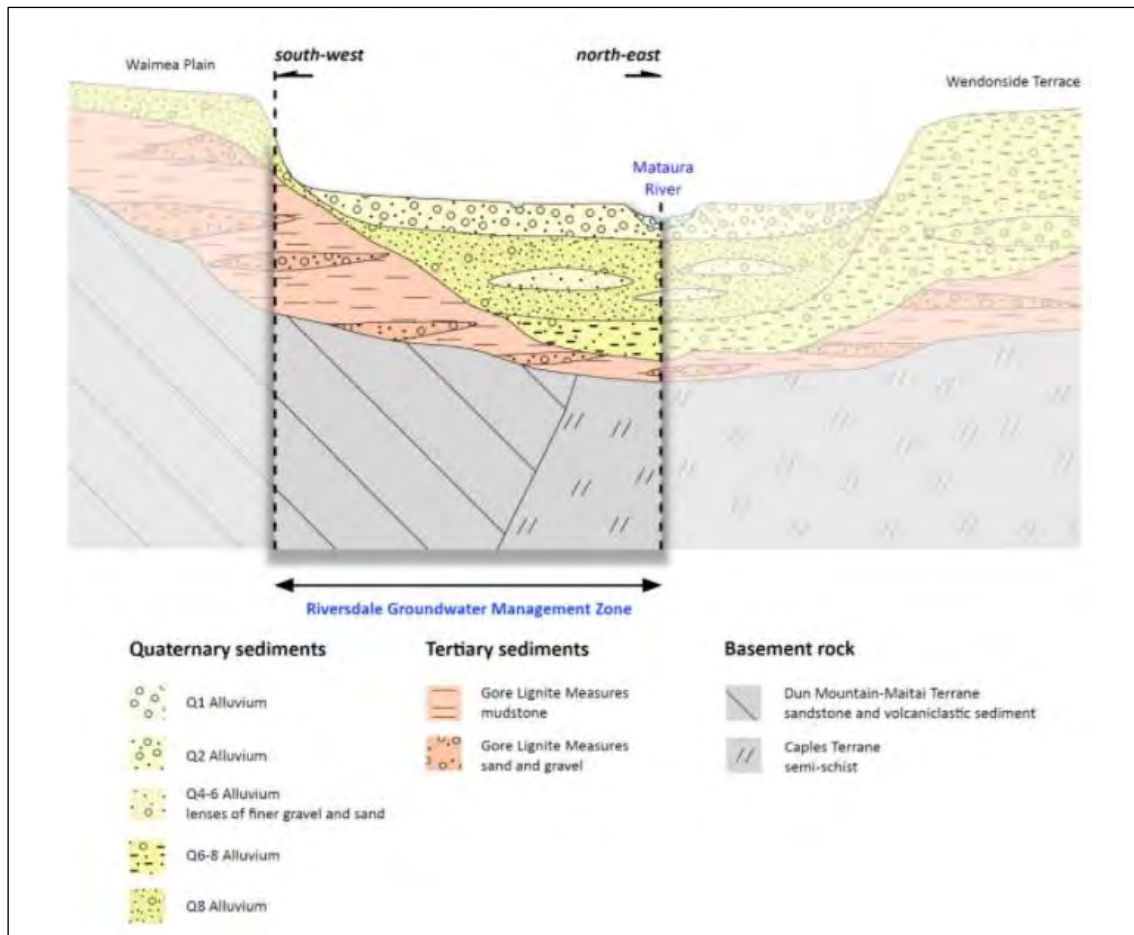 south-west
north-east
Waimea Plain
Wendonside Terrace
Mataura
River
Riversdale Groundwater Management Zone
Quaternary sediments
Q1 Alluvium
Q2 Alluvium
Q4-6 Alluvium
lenses of finer gravel and sand
Q6-8 Alluvium
Q8 Alluvium
Tertiary sediments
Gore Lignite Measures
mudstone
Gore Lignite Measures
sand and gravel
Basement rock
Dun Mountain-Maitai Terrane
sandstone and volcaniclastic sediment
Caples Terrane
semi-schist